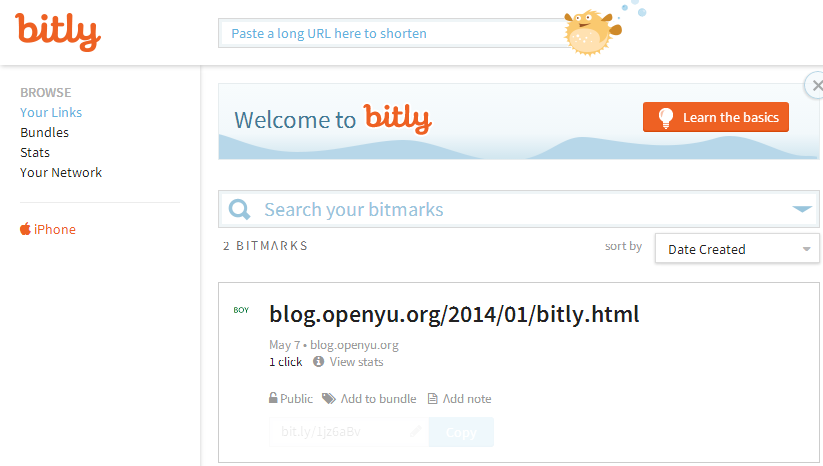 bitly
Paste a long URL here to shorten
BROWSE
Your Links
Bundles
Stats
Your Network
iPhone
Welcome to bitly
Learn the basics
Search your bitmarks
2 BITMARKS
sort by
Date Created
BOY
blog.openyu.org/2014/01/bitly.html
May 7 • blog.openyu.org
1 click View stats
Public Add to bundle Add note
bit.ly/1jz6aBv Copy